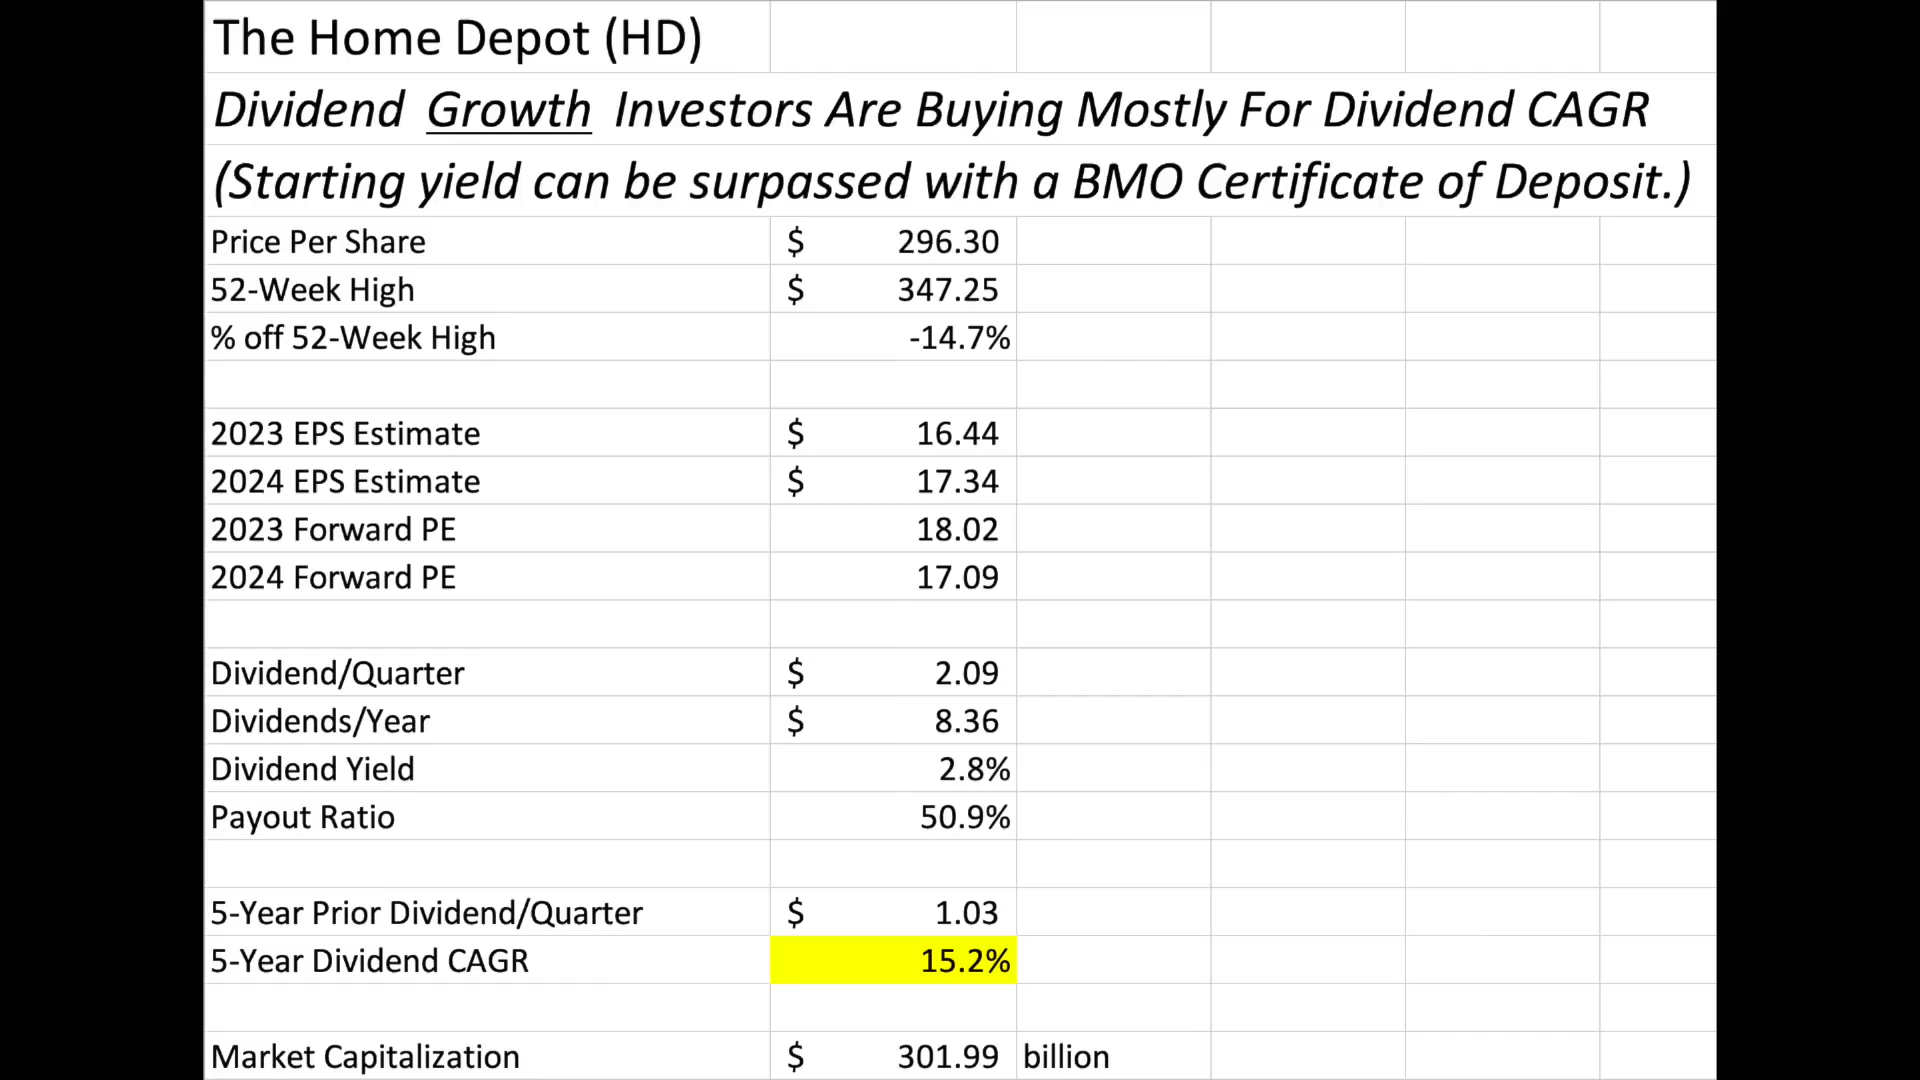 The Home Depot (HD)
Dividend Growth Investors Are Buying Mostly For Dividend CAGR
(Starting yield can be surpassed with a BMO Certificate of Deposit.)
Price Per Share $ 296.30
52-Week High $ 347.25
% off 52-Week High -14.7%
2023 EPS Estimate $ 16.44
2024 EPS Estimate $ 17.34
2023 Forward PE 18.02
2024 Forward PE 17.09
Dividend/Quarter $ 2.09
Dividends/Year $ 8.36
Dividend Yield 2.8%
Payout Ratio 50.9%
5-Year Prior Dividend/Quarter $ 1.03
5-Year Dividend CAGR 15.2%
Market Capitalization $ 301.99 billion